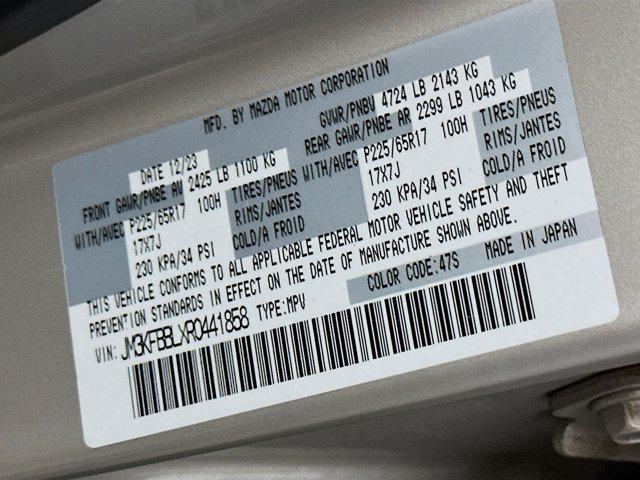 MFD. BY MAZDA MOTOR CORPORATION
DATE 12/23 GVWR/PNBV 4724 LB 2143 KG
FRONT GAWR/PNBE AV 2425 LB 1100 KG REAR GAWR/PNBE AR 2299 LB 1043 KG
WITH/AVEC P225/65R17 100H TIRES/PNEUS WITH/AVEC P225/65R17 100H TIRES/PNEUS
17X7J RIMS/JANTES 17X7J RIMS/JANTES
230 KPA/34 PSI COLD/A FROID 230 KPA/34 PSI COLD/A FROID
THIS VEHICLE CONFORMS TO ALL APPLICABLE FEDERAL MOTOR VEHICLE SAFETY AND THEFT
PREVENTION STANDARDS IN EFFECT ON THE DATE OF MANUFACTURE SHOWN ABOVE.
COLOR CODE:47S MADE IN JAPAN
VIN: JM3KFBBLXR0441858 TYPE:MPV